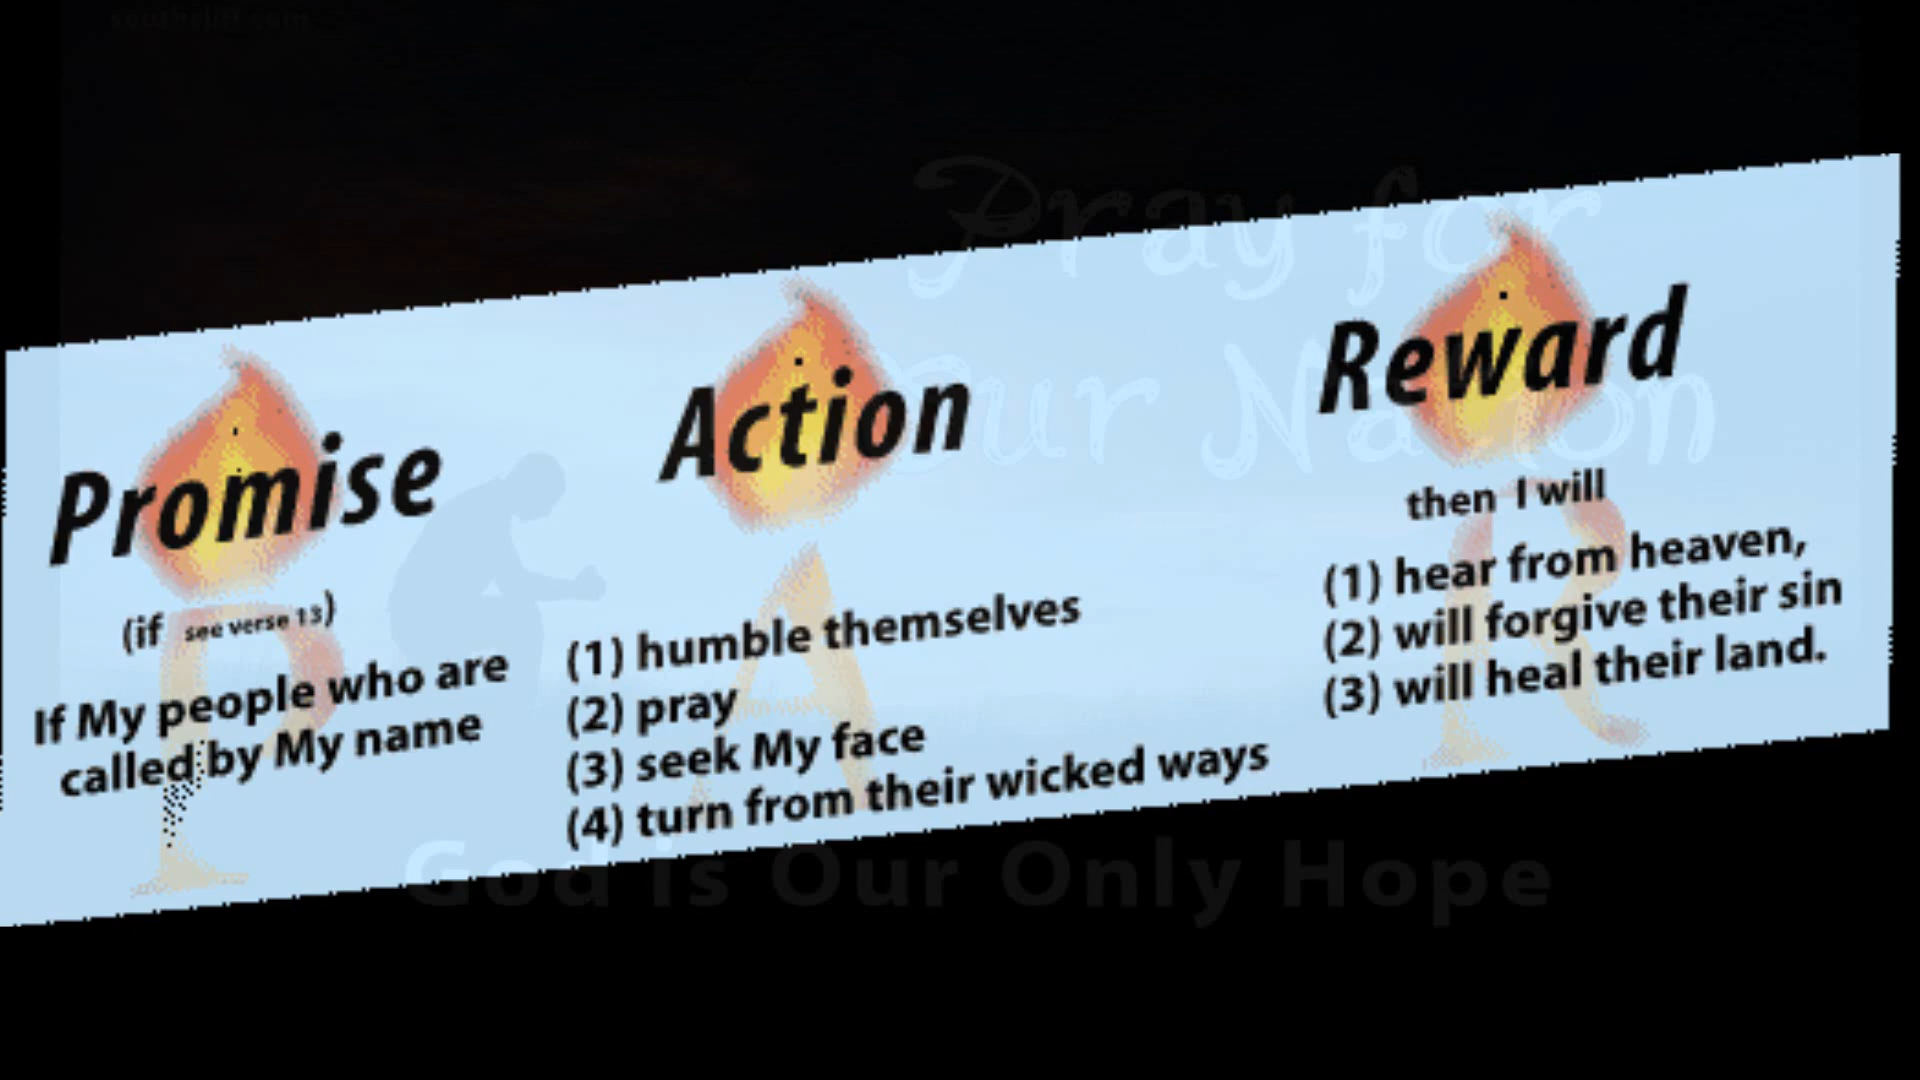 Pray for
Our Nation
Promise
(if see verse 13)
If My people who are
called by My name
P
Action
(1) humble themselves
(2) pray
(3) seek My face
(4) turn from their wicked ways
A
Reward
then I will
(1) hear from heaven,
(2) will forgive their sin
(3) will heal their land.
R
God is Our Only Hope